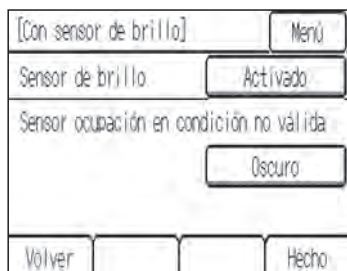 [Con sensor de brillo] Menú
Sensor de brillo Activado
Sensor ocupación en condición no válida
Oscuro
Volver Hecho